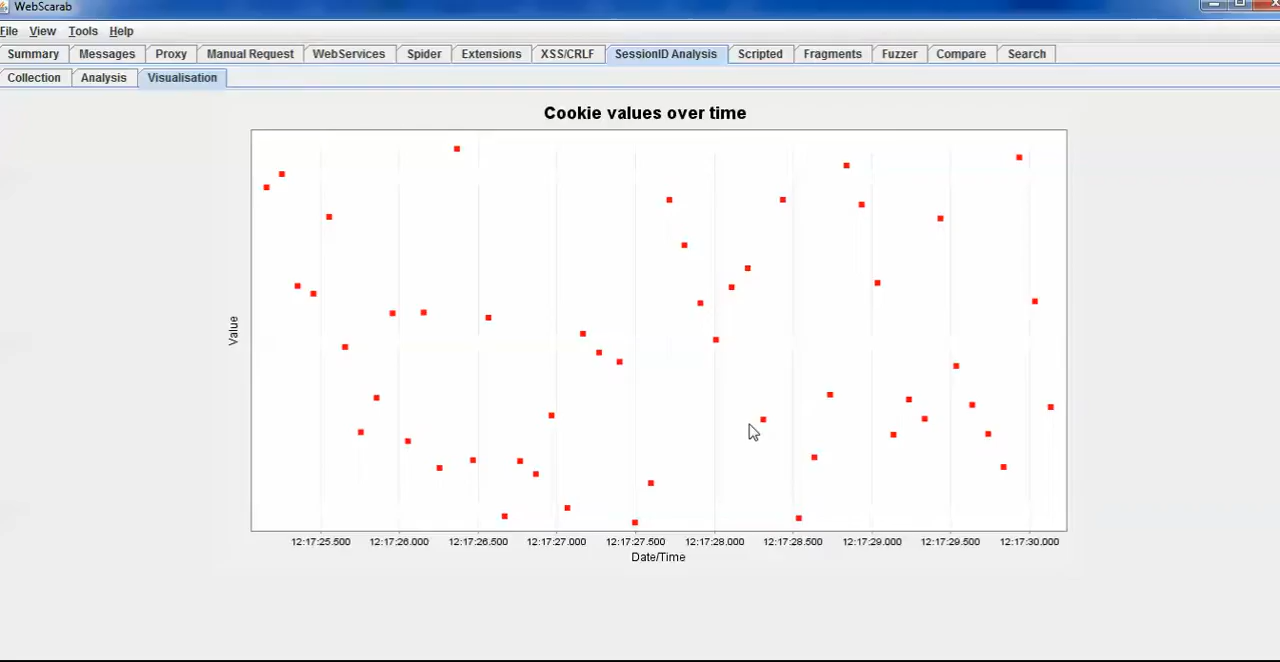 WebScarab
File View Tools Help
Summary Messages Proxy Manual Request WebServices Spider Extensions XSS/CRLF SessionID Analysis Scripted Fragments Fuzzer Compare Search
Collection Analysis Visualisation
Cookie values over time
Value
12:17:25.500 12:17:26.000 12:17:26.500 12:17:27.000 12:17:27.500 12:17:28.000 12:17:28.500 12:17:29.000 12:17:29.500 12:17:30.000
Date/Time